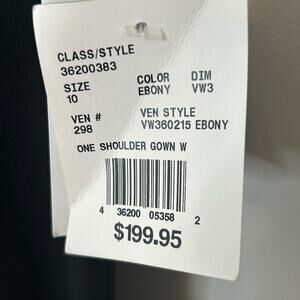 CLASS/STYLE
36200383
SIZE COLOR DIM
10 EBONY VW3
VEN # VEN STYLE
298 VW360215 EBONY
ONE SHOULDER GOWN W
4 36200 05358 2
$199.95